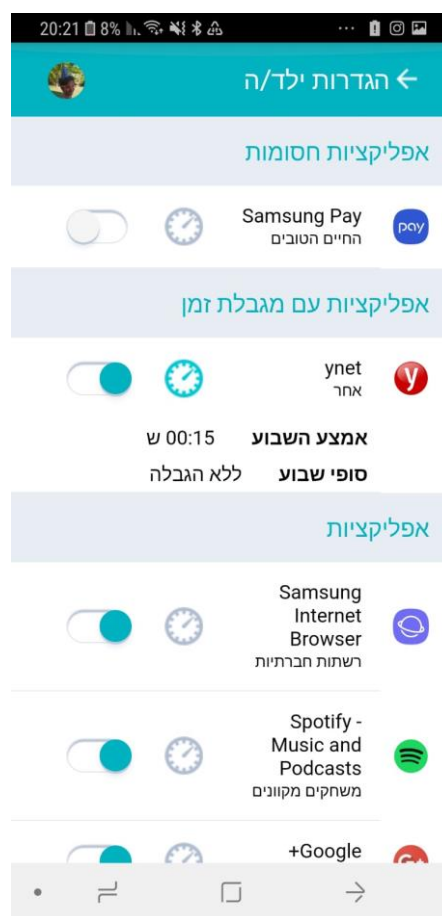 20:21 8%
הגדרות ילד/ה
אפליקציות חסומות
pay
Samsung Pay
החיים הטובים
אפליקציות עם מגבלת זמן
y
ynet
אחר
אמצע השבוע 00:15 ש
סופי שבוע ללא הגבלה
אפליקציות
Samsung
Internet
Browser
רשתות חברתיות
Spotify -
Music and
Podcasts
משחקים מקוונים
G+
+Google